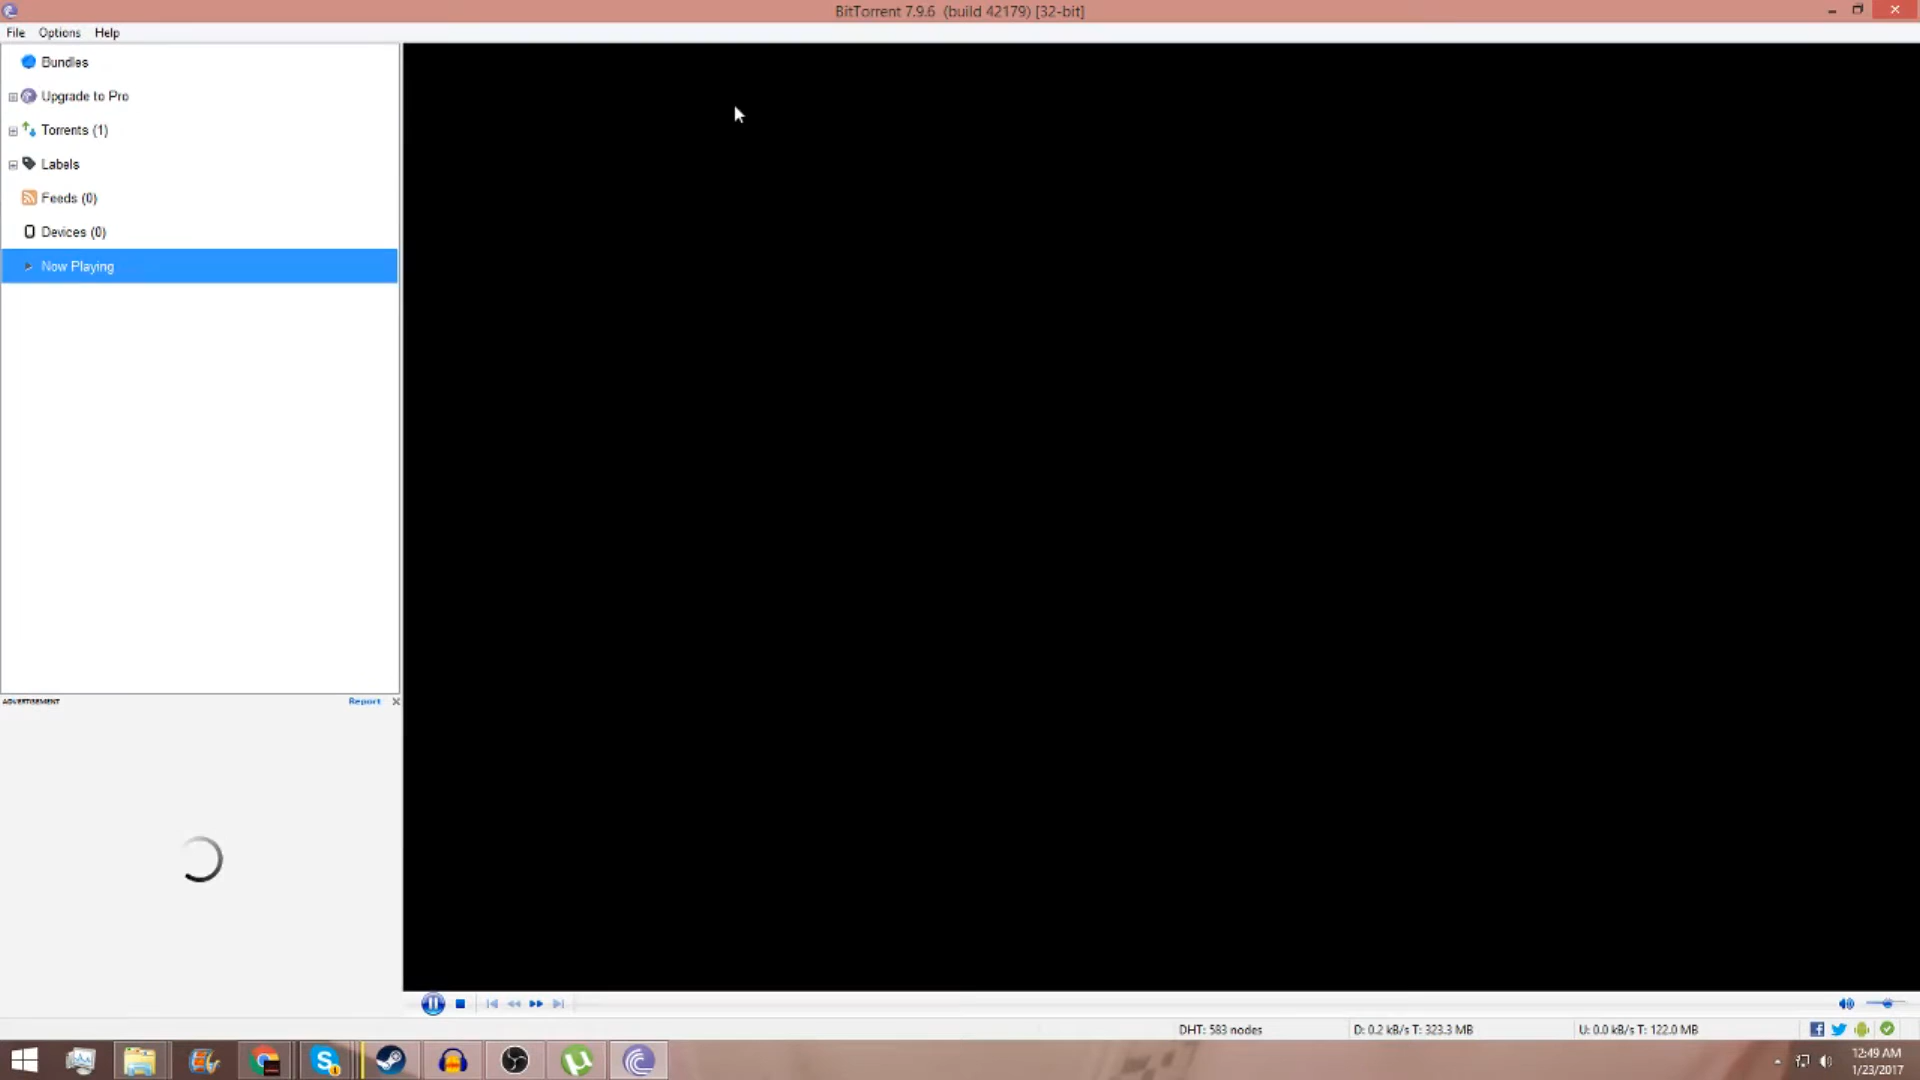 BitTorrent 7.9.6 (build 42179) [32-bit]
File Options Help
Bundles
Upgrade to Pro
Torrents (1)
Labels
Feeds (0)
Devices (0)
Now Playing
ADVERTISEMENT Report
DHT: 583 nodes D: 0.2 kB/s T: 323.3 MB U: 0.0 kB/s T: 122.0 MB
12:49 AM
1/23/2017